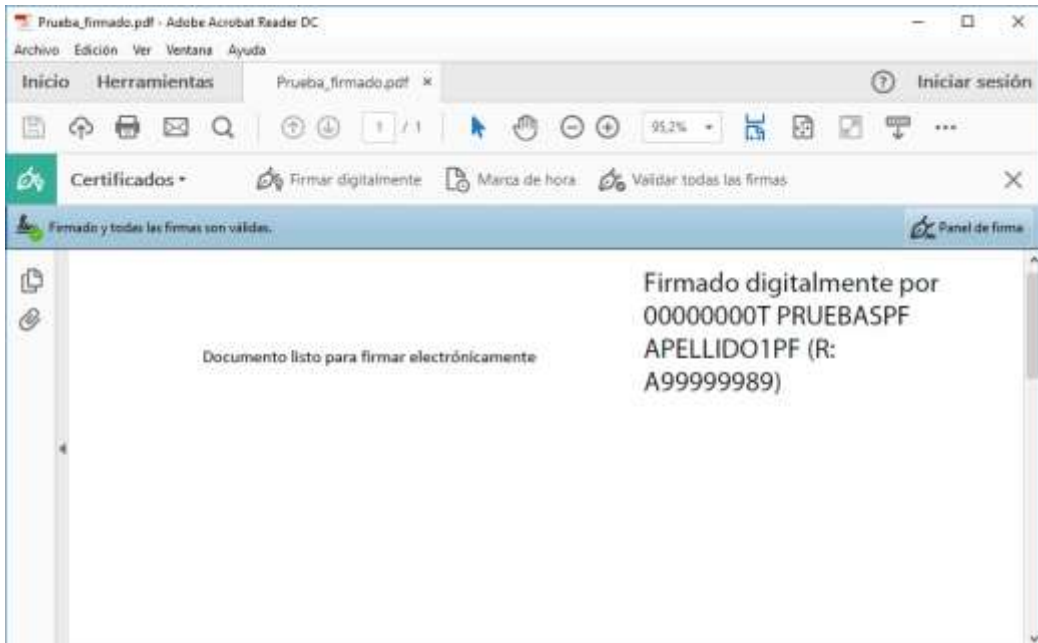 Prueba_firmado.pdf - Adobe Acrobat Reader DC
Archivo Edición Ver Ventana Ayuda
Inicio Herramientas Prueba_firmado.pdf × ? Iniciar sesión
1 / 1 95,2%
Certificados Firmar digitalmente Marca de hora Validar todas las firmas
Firmado y todas las firmas son válidas. Panel de firma
Firmado digitalmente por
00000000T PRUEBASPF
APELLIDO1PF (R:
A99999989)
Documento listo para firmar electrónicamente